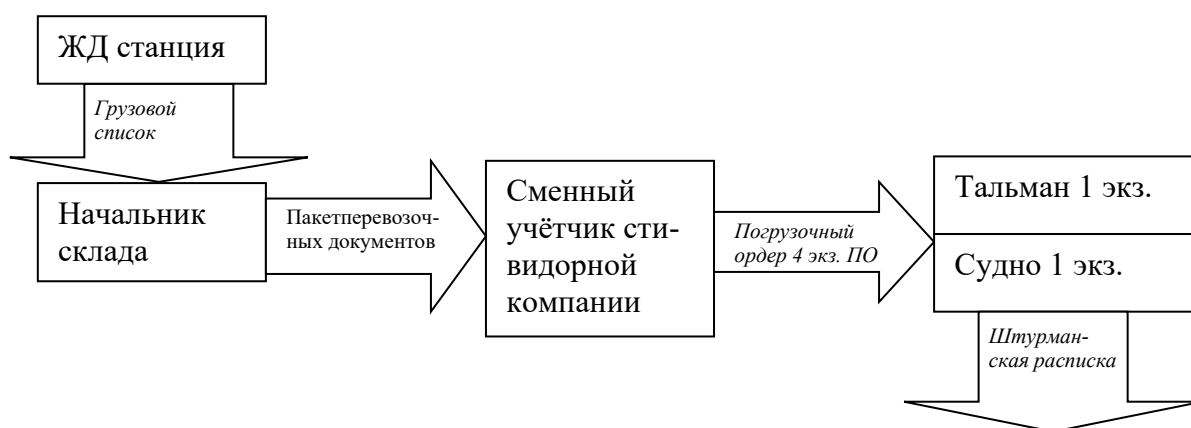 ЖД станция
Грузовой
список
Начальник
склада
Пакетперевозоч-
ных документов
Сменный
учётчик сти-
видорной
компании
Погрузочный
ордер 4 экз. ПО
Тальман 1 экз.
Судно 1 экз.
Штурман-
ская расписка